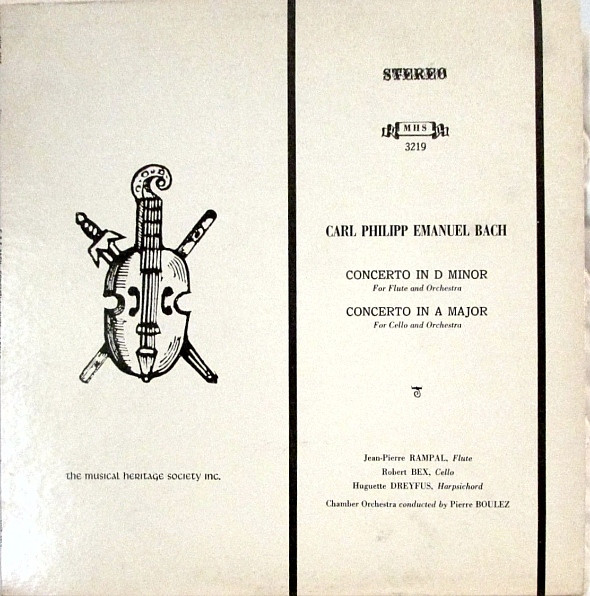 the musical heritage society inc.
STEREO
MHS
3219
CARL PHILIPP EMANUEL BACH
CONCERTO IN D MINOR
For Flute and Orchestra
CONCERTO IN A MAJOR
For Cello and Orchestra
Jean-Pierre RAMPAL, Flute
Robert BEX, Cello
Huguette DREYFUS, Harpsichord
Chamber Orchestra conducted by Pierre BOULEZ